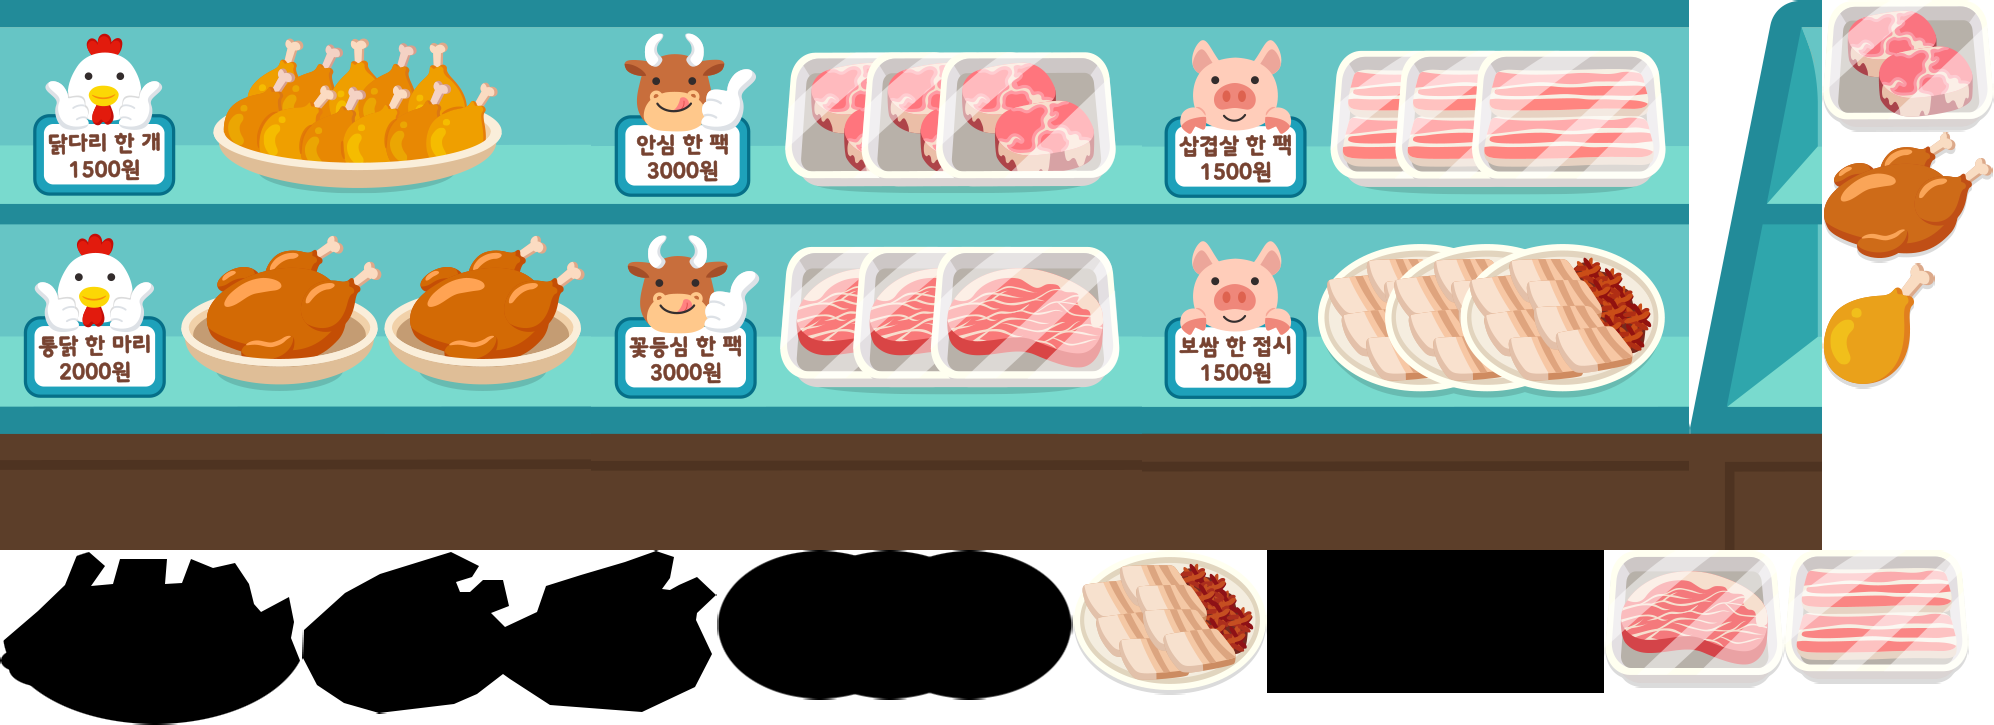 닭다리 한 개
1500원
안심 한 팩
3000원
삼겹살 한 팩
1500원
통닭 한 마리
2000원
꽃등심 한 팩
3000원
보쌈 한 접시
1500원